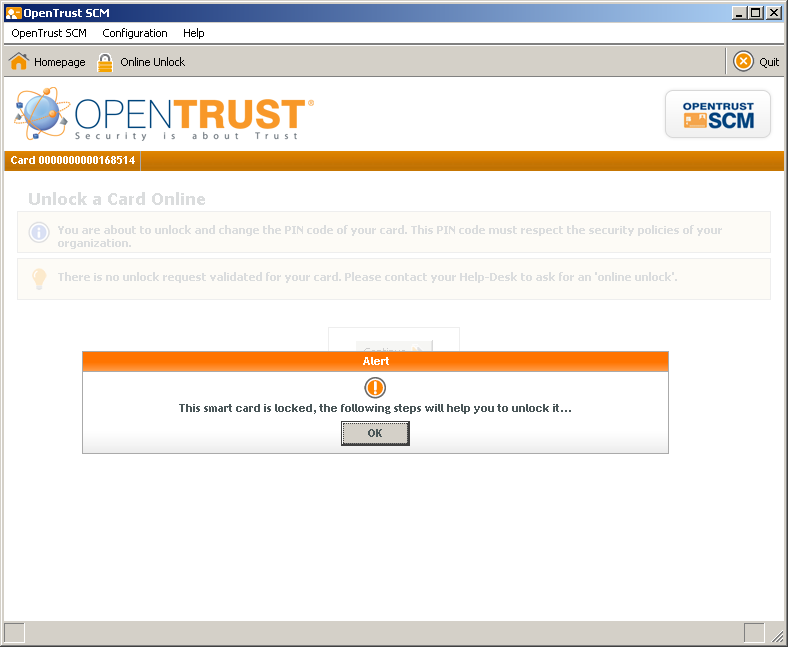 OpenTrust SCM
OpenTrust SCM Configuration Help
Homepage Online Unlock Quit
OPENTRUST®
Security is about Trust
OPENTRUST
SCM
Card 0000000000168514
Unlock a Card Online
You are about to unlock and change the PIN code of your card. This PIN code must respect the security policies of your
organization.
There is no unlock request validated for your card. Please contact your Help-Desk to ask for an 'online unlock'.
Continue
Alert
This smart card is locked, the following steps will help you to unlock it...
OK